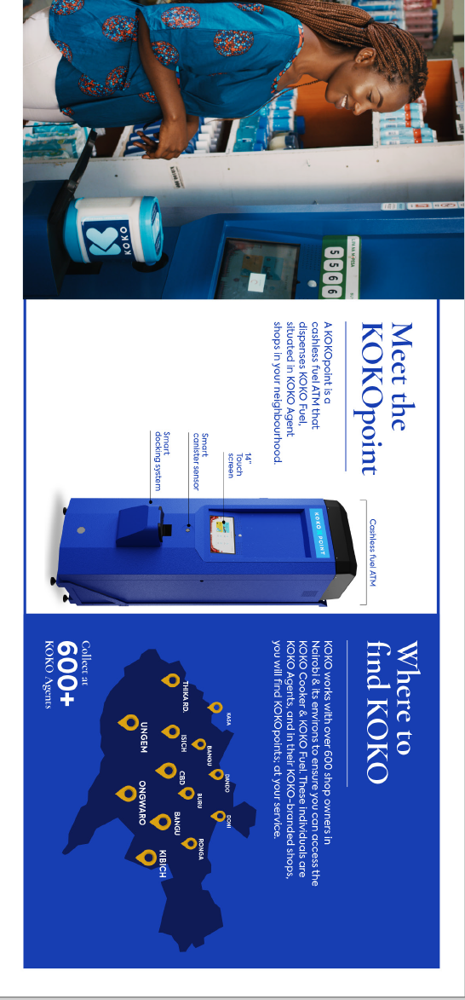 KOKO
LIPA NA M-PESA
5566
Meet the
KOKOpoint
A KOKOpoint is a
cashless fuel ATM that
dispenses KOKO Fuel,
situated in KOKO Agent
shops in your neighbourhood.
Cashless fuel ATM
14"
Touch
screen
Smart
canister sensor
Smart
docking system
KOKO POINT
Where to
find KOKO
KOKO works with over 600 shop owners in
Nairobi & its environs to ensure you can access the
KOKO Cooker & KOKO Fuel. These individuals are
KOKO Agents, and in their KOKO-branded shops,
you will find KOKOpoints; at your service.
KASA
THIKA RD.
BANGU
DANDO
ISICH
UNGEM
CBD
BURU
DONI
ONGWARO
BANGU
RONGA
KIBICH
Collect at
600+
KOKO Agents